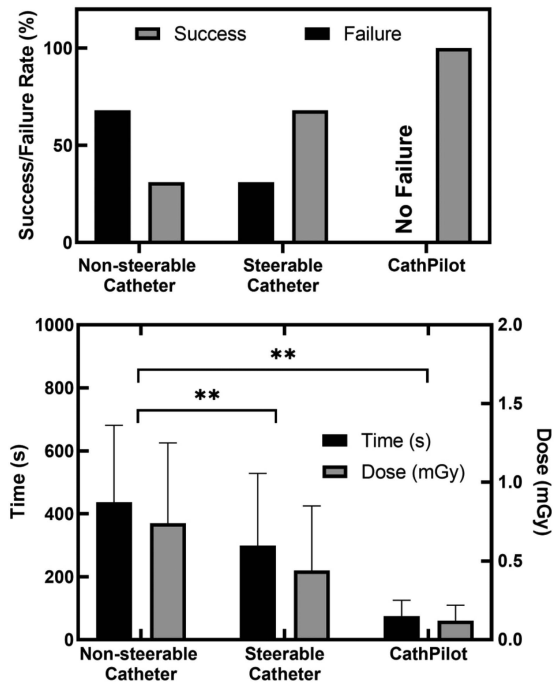 Success
Failure
Success/Failure Rate (%)
100
50
0
No Failure
Non-steerable
Catheter
Steerable
Catheter
CathPilot
1000
800
600
400
200
0
Time (s)
2.0
1.5
1.0
0.5
0.0
Dose (mGy)
**
**
Time (s)
Dose (mGy)
Non-steerable
Catheter
Steerable
Catheter
CathPilot